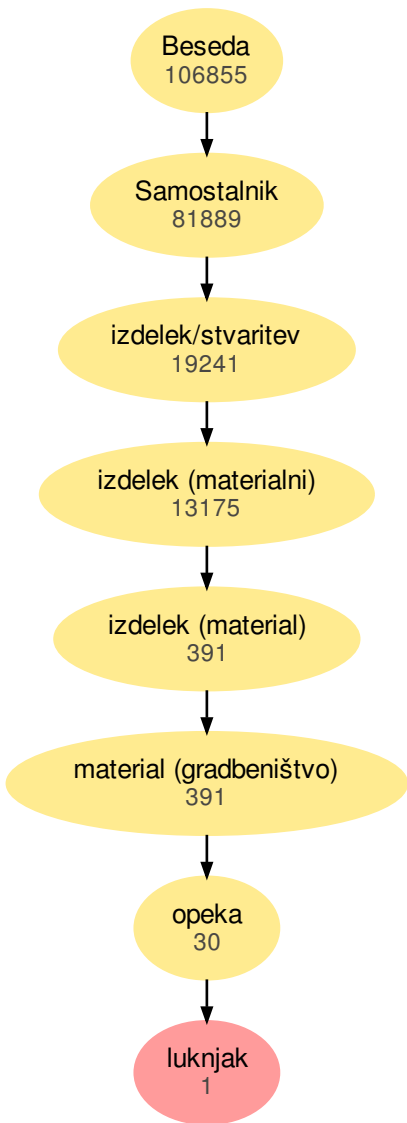 Beseda
106855
Samostalnik
81889
izdelek/stvaritev
19241
izdelek (materialni)
13175
izdelek (material)
391
material (gradbeništvo)
391
opeka
30
luknjak
1